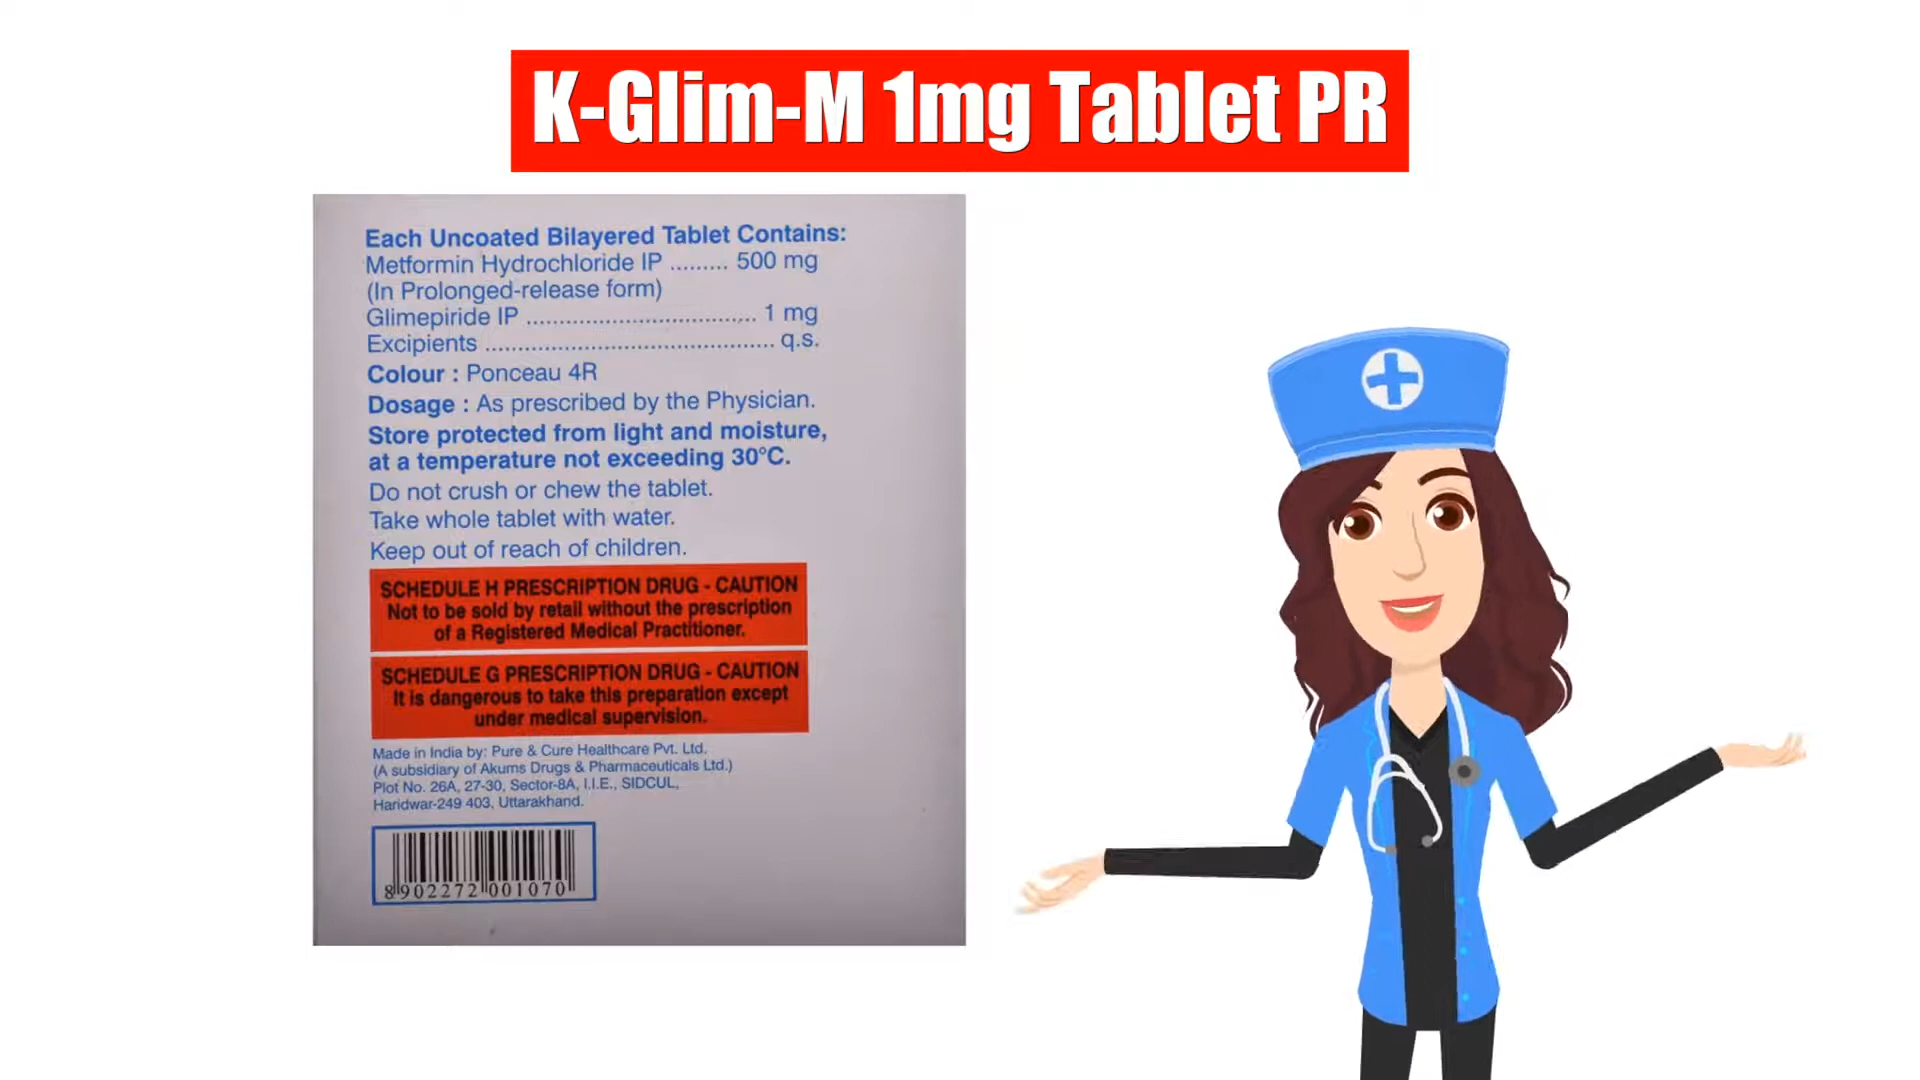 K-Glim-M 1mg Tablet PR
Each Uncoated Bilayered Tablet Contains:
Metformin Hydrochloride IP ......... 500 mg
(In Prolonged-release form)
Glimepiride IP .................................. 1 mg
Excipients .......................................... q.s.
Colour : Ponceau 4R
Dosage : As prescribed by the Physician.
Store protected from light and moisture,
at a temperature not exceeding 30°C.
Do not crush or chew the tablet.
Take whole tablet with water.
Keep out of reach of children.
SCHEDULE H PRESCRIPTION DRUG - CAUTION
Not to be sold by retail without the prescription
of a Registered Medical Practitioner.
SCHEDULE G PRESCRIPTION DRUG - CAUTION
It is dangerous to take this preparation except
under medical supervision.
Made in India by: Pure & Cure Healthcare Pvt. Ltd.
(A subsidiary of Akums Drugs & Pharmaceuticals Ltd.)
Plot No. 26A, 27-30, Sector-8A, I.I.E., SIDCUL,
Haridwar-249 403, Uttarakhand.
8 902272 001070